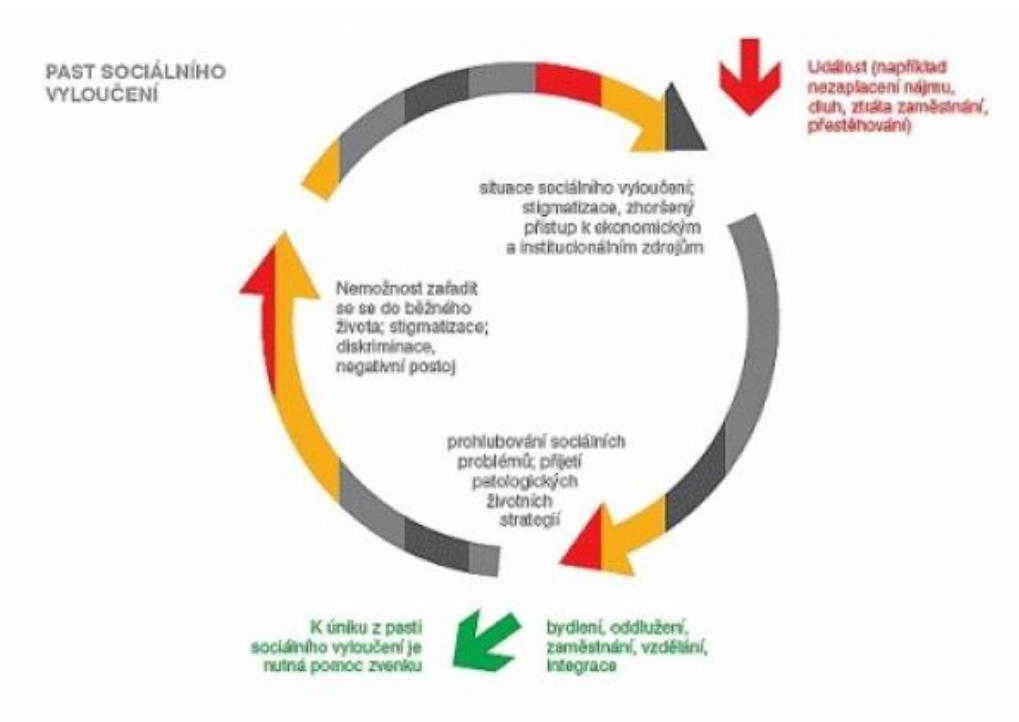 PAST SOCIÁLNÍHO
VYLOUČENÍ
Událost (například
nezaplacení nájmu,
dluh, ztráta zaměstnání,
přestěhování)
situace sociálního vyloučení;
stigmatizace, zhoršený
přístup k ekonomickým
a institucionálním zdrojům
Nemožnost zařadit
se se do běžného
života; stigmatizace;
diskriminace,
negativní postoj
prohlubování sociálních
problémů; přijetí
patologických
životních
strategií
K úniku z pasti
sociálního vyloučení je
nutná pomoc zvenku
bydlení, oddlužení,
zaměstnání, vzdělání,
integrace